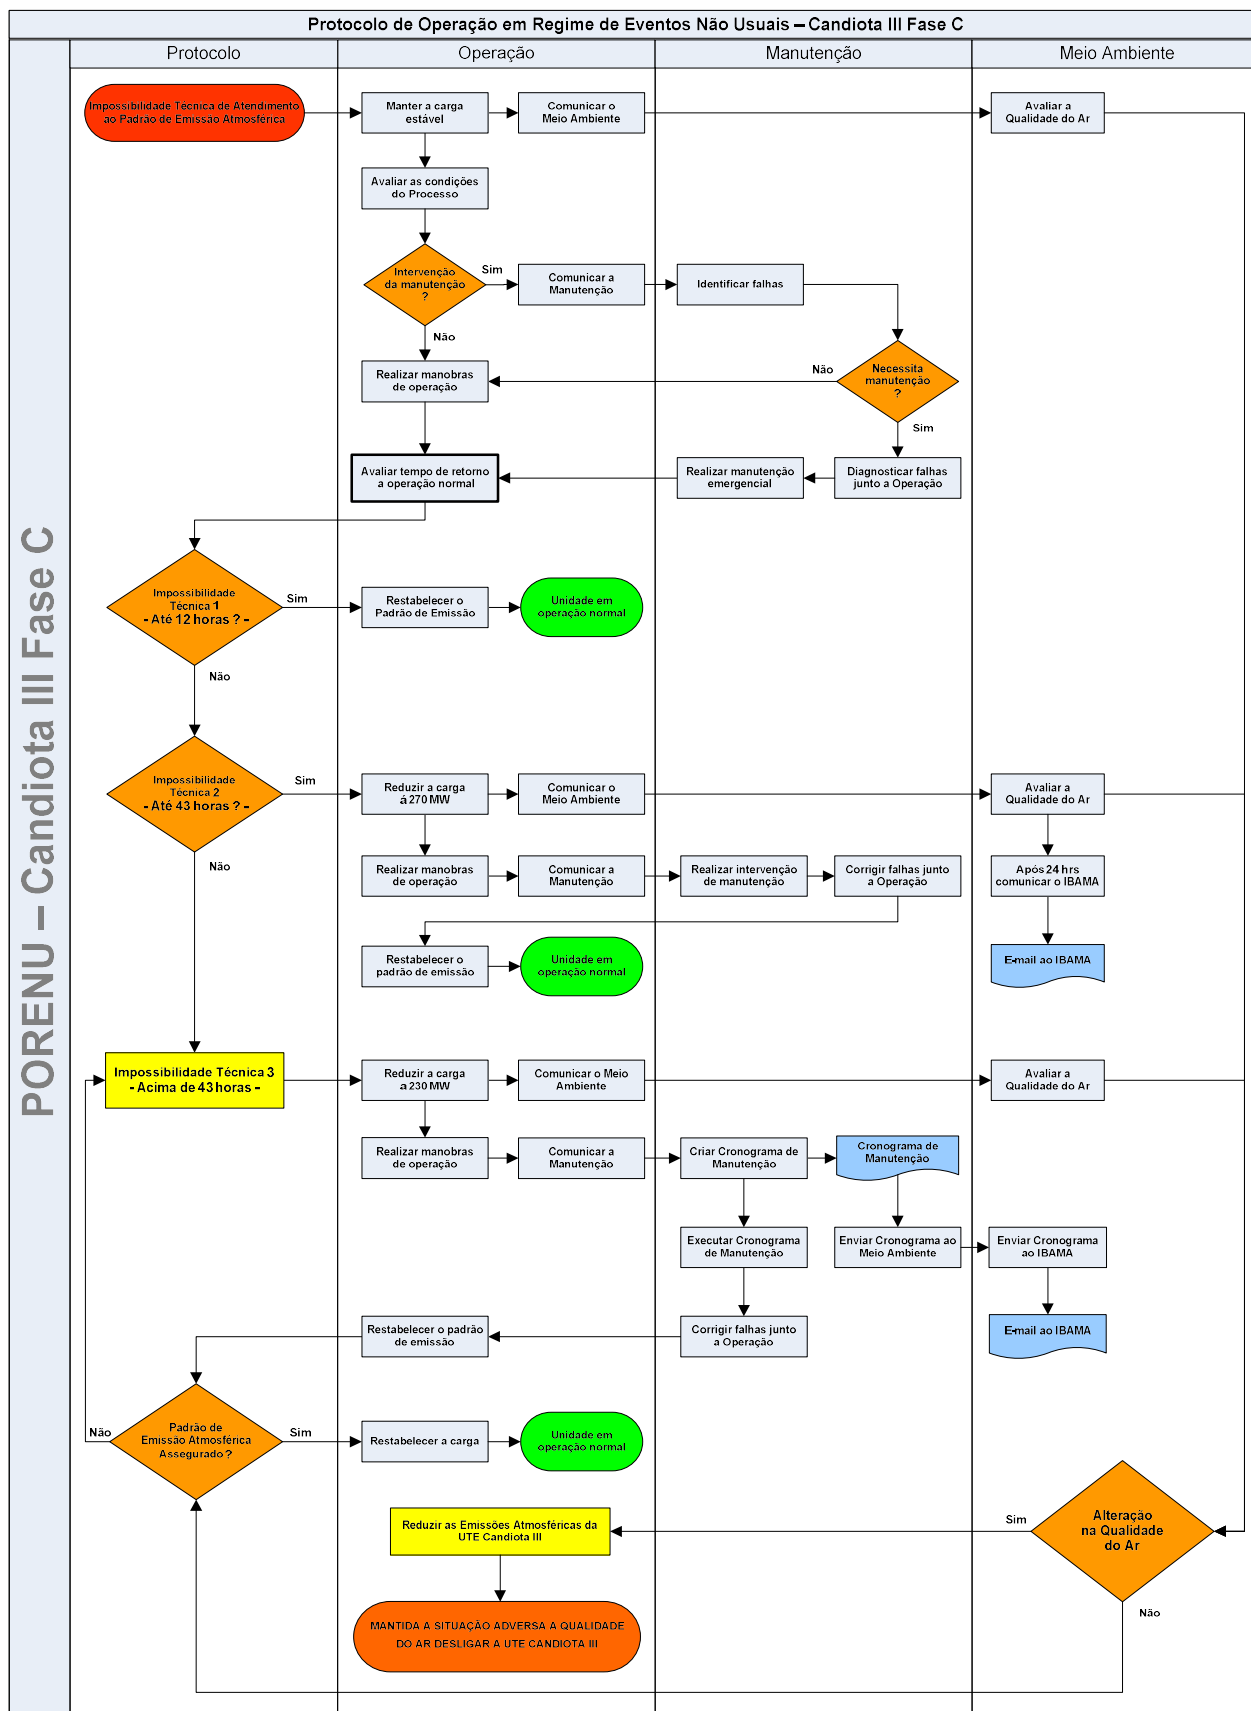 Protocolo de Operação em Regime de Eventos Não Usuais – Candiota III Fase C
PORENU – Candiota III Fase C
Protocolo
Operação
Manutenção
Meio Ambiente
Impossibilidade Técnica de Atendimento
ao Padrão de Emissão Atmosférica
Manter a carga
estável
Comunicar o
Meio Ambiente
Avaliar a
Qualidade do Ar
Avaliar as condições
do Processo
Intervenção
da manutenção
?
Sim
Comunicar a
Manutenção
Identificar falhas
Não
Realizar manobras
de operação
Não
Necessita
manutenção
?
Sim
Avaliar tempo de retorno
a operação normal
Realizar manutenção
emergencial
Diagnosticar falhas
junto a Operação
Impossibilidade
Técnica 1
- Até 12 horas ? -
Sim
Restabelecer o
Padrão de Emissão
Unidade em
operação normal
Não
Impossibilidade
Técnica 2
- Até 43 horas ? -
Sim
Reduzir a carga
á 270 MW
Comunicar o
Meio Ambiente
Avaliar a
Qualidade do Ar
Não
Realizar manobras
de operação
Comunicar a
Manutenção
Realizar intervenção
de manutenção
Corrigir falhas junto
a Operação
Após 24 hrs
comunicar o IBAMA
Restabelecer o
padrão de emissão
Unidade em
operação normal
E-mail ao IBAMA
Impossibilidade Técnica 3
- Acima de 43 horas -
Reduzir a carga
a 230 MW
Comunicar o Meio
Ambiente
Avaliar a
Qualidade do Ar
Realizar manobras
de operação
Comunicar a
Manutenção
Criar Cronograma de
Manutenção
Cronograma de
Manutenção
Executar Cronograma
de Manutenção
Enviar Cronograma ao
Meio Ambiente
Enviar Cronograma
ao IBAMA
Restabelecer o padrão
de emissão
Corrigir falhas junto
a Operação
E-mail ao IBAMA
Não
Padrão de
Emissão Atmosférica
Assegurado ?
Sim
Restabelecer a carga
Unidade em
operação normal
Reduzir as Emissões Atmosféricas da
UTE Candiota III
Sim
Alteração
na Qualidade
do Ar
Não
MANTIDA A SITUAÇÃO ADVERSA A QUALIDADE
DO AR DESLIGAR A UTE CANDIOTA III